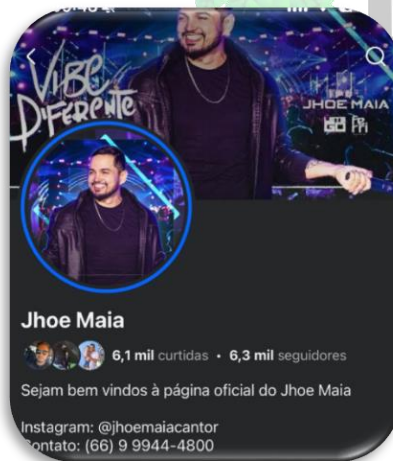 VIBE
DIFERENTE
JHOE MAIA
Jhoe Maia
6,1 mil curtidas • 6,3 mil seguidores
Sejam bem vindos à página oficial do Jhoe Maia
Instagram: @jhoemaiacantor
Contato: (66) 9 9944-4800